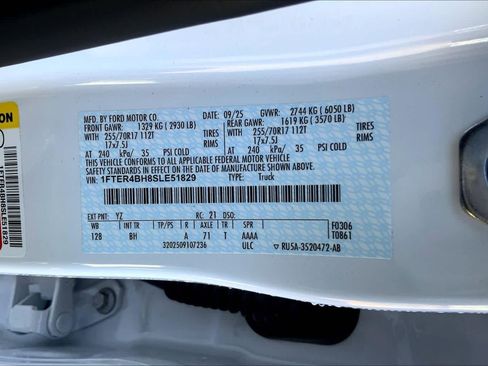 MFD. BY FORD MOTOR CO. DATE: 09/25 GVWR: 2744 KG ( 6050 LB)
FRONT GAWR: 1329 KG ( 2930 LB) REAR GAWR: 1619 KG ( 3570 LB)
255/70R17 112T TIRES 255/70R17 112T TIRES
17x7.5J RIMS 17x7.5J RIMS
AT 240 kPa/ 35 PSI COLD AT 240 kPa/ 35 PSI COLD
THIS VEHICLE CONFORMS TO ALL APPLICABLE FEDERAL MOTOR VEHICLE
SAFETY STANDARDS IN EFFECT ON THE DATE OF MANUFACTURE SHOWN ABOVE.
VIN: 1FTER4BH8SLE51829
EXT PNT: YZ RC: 21 DSO: F0306
WB INT TR TP/PS R AXLE TR SPR T0861
128 BH A 71 T AAAA
3202509107236 ULC RU5A-3520472-AB
1FTER4BH8SLE51829